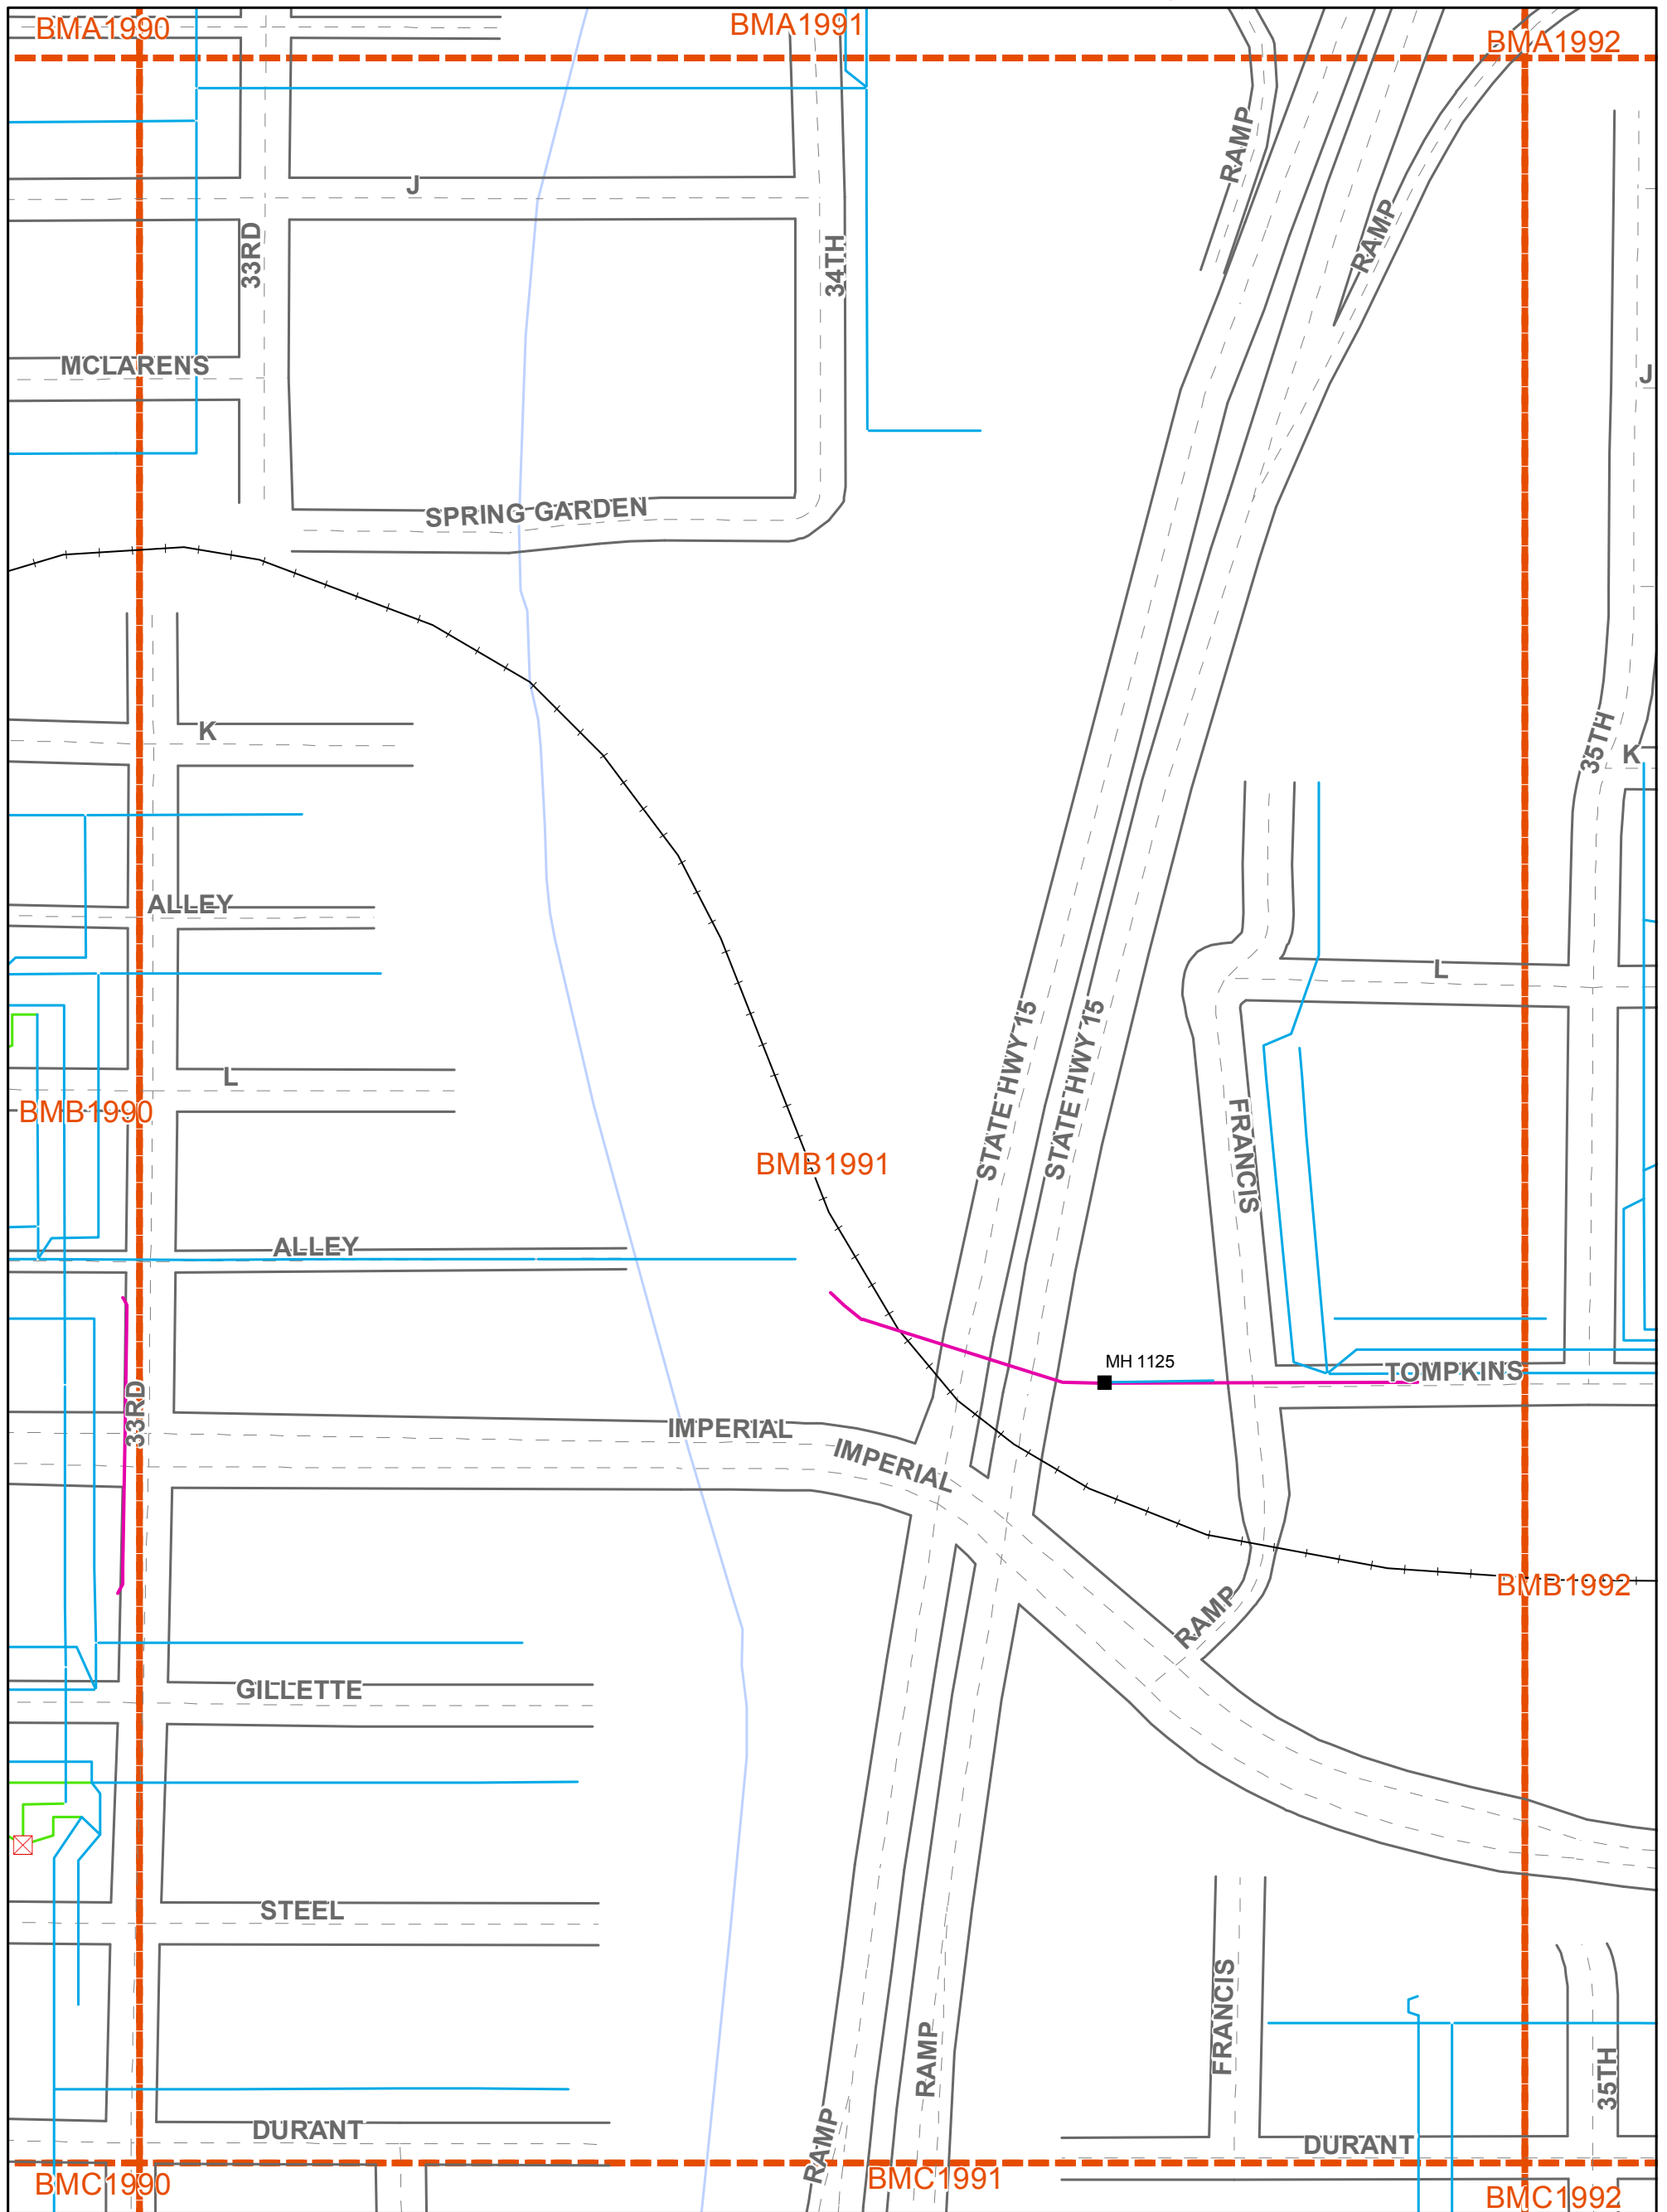 BMA1990
BMA1991
BMA1992
RAMP
J
RAMP
33RD
34TH
MCLARENS
J
SPRING GARDEN
K
35TH
K
ALLEY
L
STATE HWY 15
STATE HWY 15
L
BMB1990
FRANCIS
BMB1991
ALLEY
MH 1125
TOMPKINS
33RD
IMPERIAL
IMPERIAL
BMB1992
RAMP
GILLETTE
STEEL
FRANCIS
RAMP
35TH
DURANT
RAMP
DURANT
BMC1990
BMC1991
BMC1992